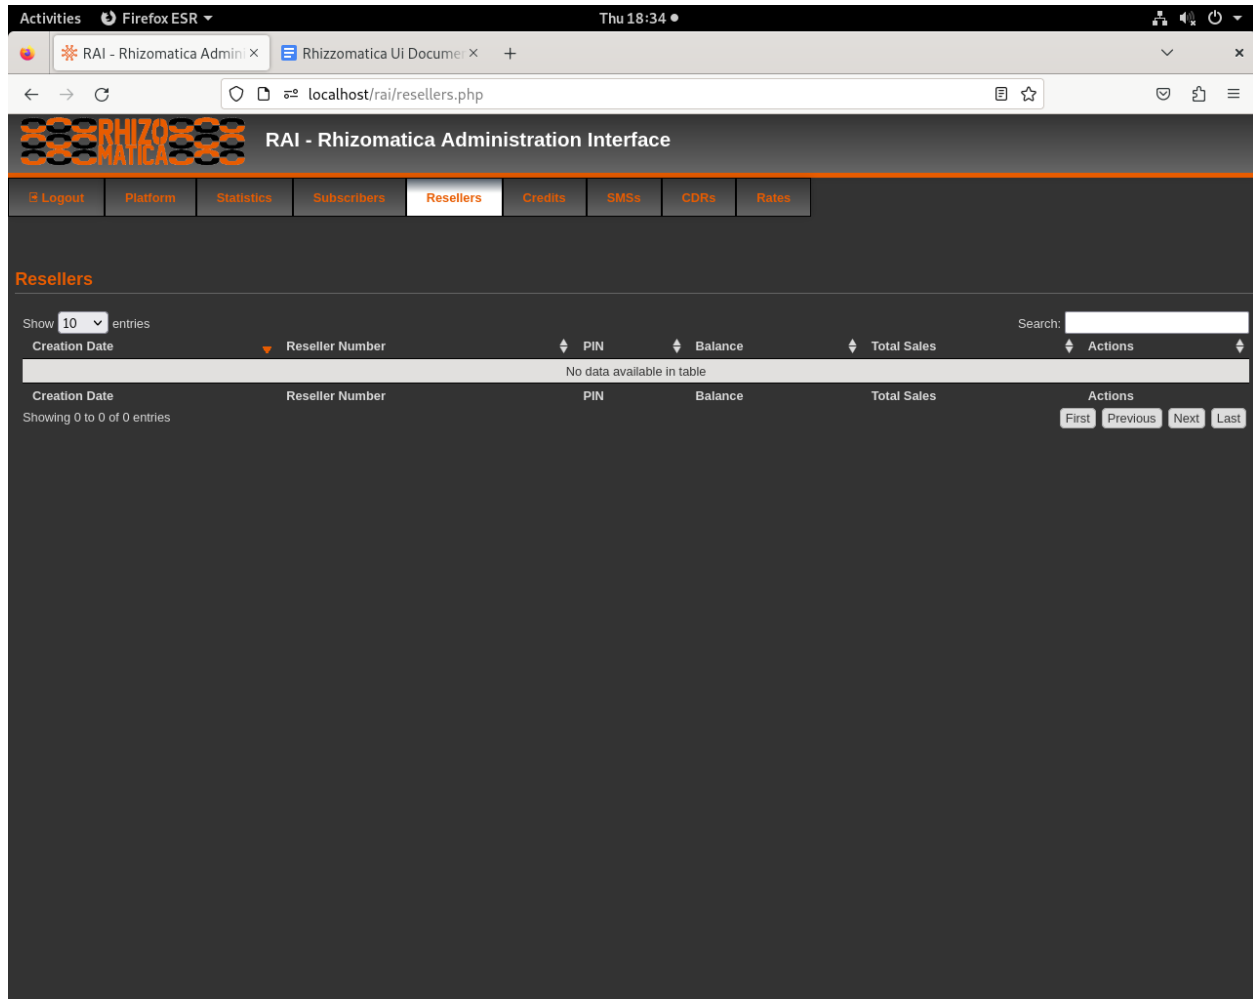 Activities Firefox ESR Thu 18:34
RAI - Rhizomatica Admin Rhizzomatica Ui Docume
localhost/rai/resellers.php
RHIZO
MATICA
RAI - Rhizomatica Administration Interface
Logout Platform Statistics Subscribers Resellers Credits SMSs CDRs Rates
Resellers
Show 10 entries Search:
Creation Date Reseller Number PIN Balance Total Sales Actions
No data available in table
Creation Date Reseller Number PIN Balance Total Sales Actions
Showing 0 to 0 of 0 entries First Previous Next Last